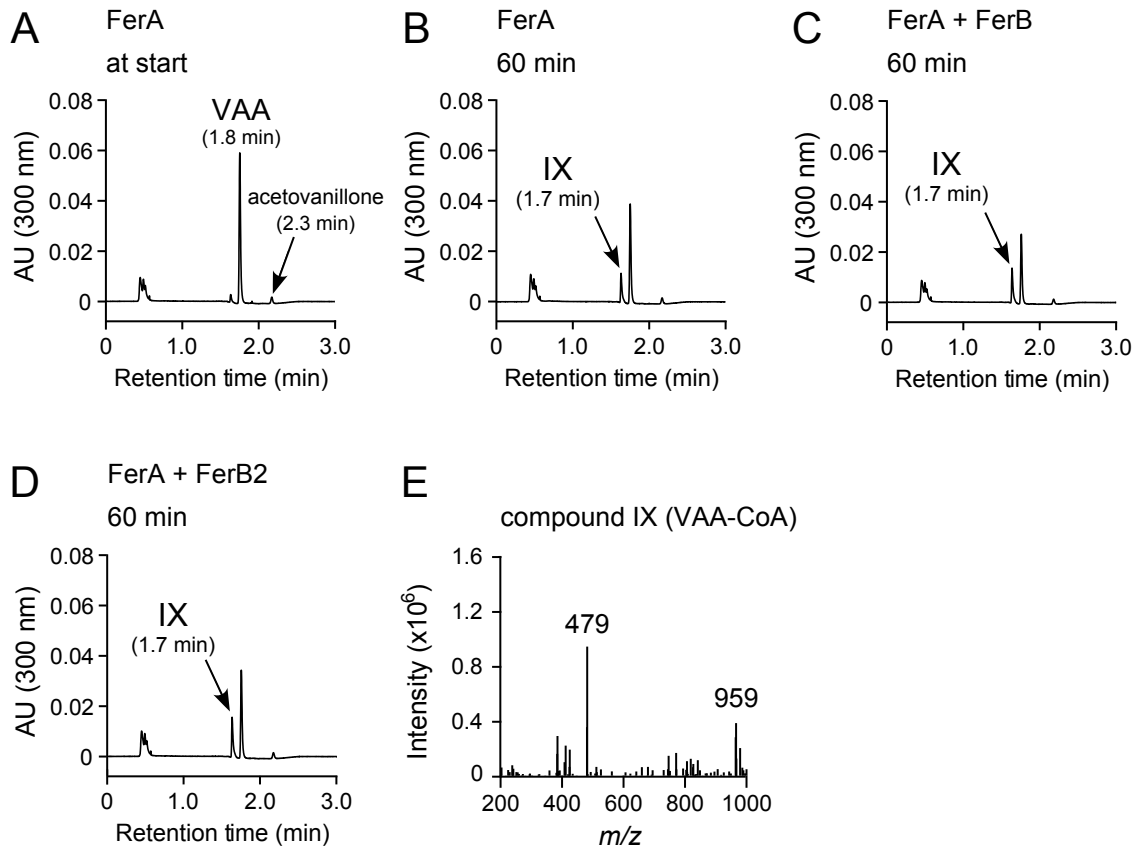 A
FerA
at start
0.08
0.06
0.04
0.02
0
AU (300 nm)
VAA
(1.8 min)
acetovanillone
(2.3 min)
0 1.0 2.0 3.0
Retention time (min)
B
FerA
60 min
0.08
0.06
0.04
0.02
0
AU (300 nm)
IX
(1.7 min)
0 1.0 2.0 3.0
Retention time (min)
C
FerA + FerB
60 min
0.08
0.06
0.04
0.02
0
AU (300 nm)
IX
(1.7 min)
0 1.0 2.0 3.0
Retention time (min)
D
FerA + FerB2
60 min
0.08
0.06
0.04
0.02
0
AU (300 nm)
IX
(1.7 min)
0 1.0 2.0 3.0
Retention time (min)
E
compound IX (VAA-CoA)
1.6
1.2
0.8
0.4
0
Intensity (x10⁶)
479
959
200 400 600 800 1000
m/z